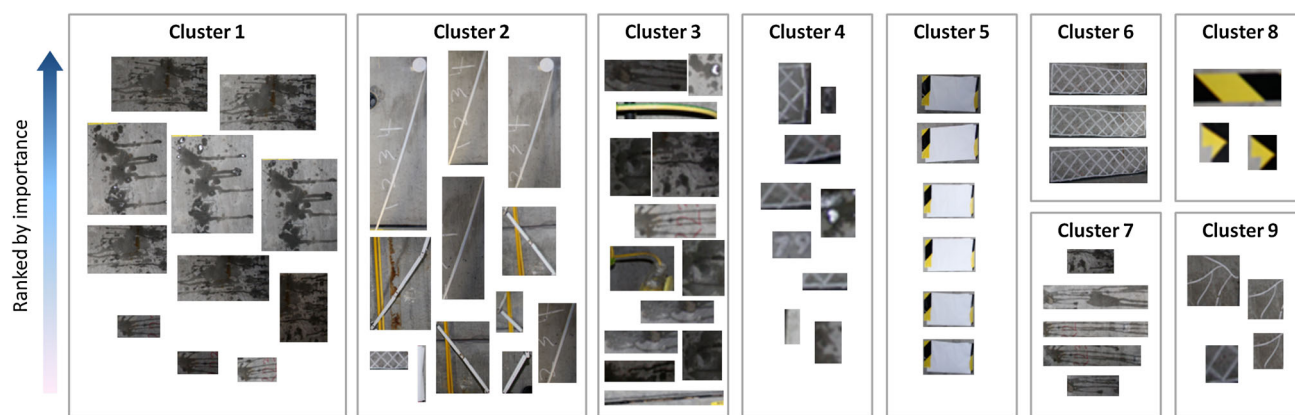 Cluster 1
Cluster 2
Cluster 3
Cluster 4
Cluster 5
Cluster 6
Cluster 8
Cluster 7
Cluster 9
Ranked by importance